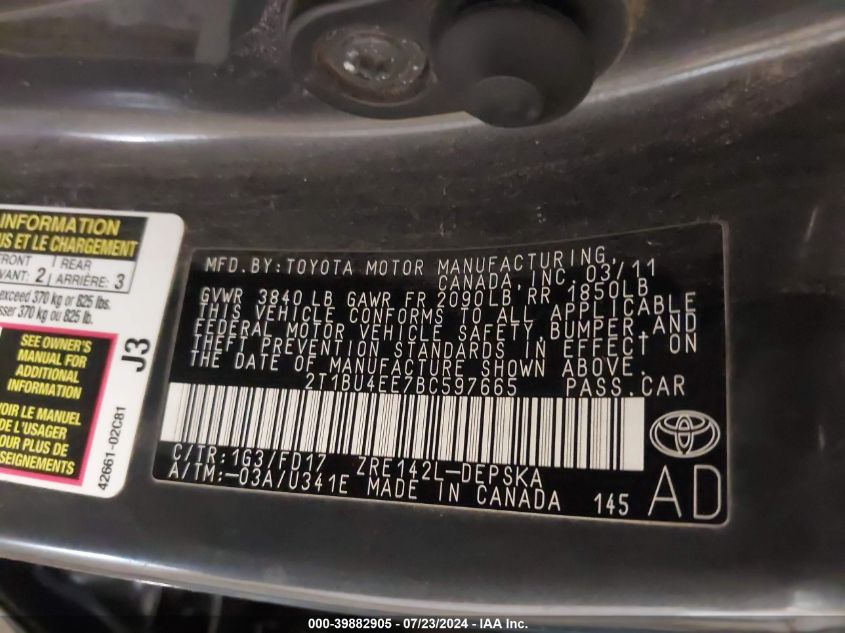 INFORMATION
US ET LE CHARGEMENT
FRONT REAR
VANT: 2 ARRIÈRE: 3
exceed 370 kg or 825 lbs.
sser 370 kg ou 825 lb.
SEE OWNER'S
MANUAL FOR
ADDITIONAL
INFORMATION
OIR LE MANUEL
DE L'USAGER
OUR PLUS DE
SEIGNEMENTS
J3
42661-02C81
MFD.BY:TOYOTA MOTOR MANUFACTURING,
CANADA, INC. 03/11
GVWR 3840 LB GAWR FR 2090LB RR 1850LB
THIS VEHICLE CONFORMS TO ALL APPLICABLE
FEDERAL MOTOR VEHICLE SAFETY,BUMPER,AND
THEFT PREVENTION STANDARDS IN EFFECT ON
THE DATE OF MANUFACTURE SHOWN ABOVE.
2T1BU4EE7BC597665 PASS.CAR
C/TR:1G3/FD17 ZRE142L-DEPSKA
A/TM:-03A/U341E MADE IN CANADA 145
AD
000-39882905 - 07/23/2024 - IAA Inc.